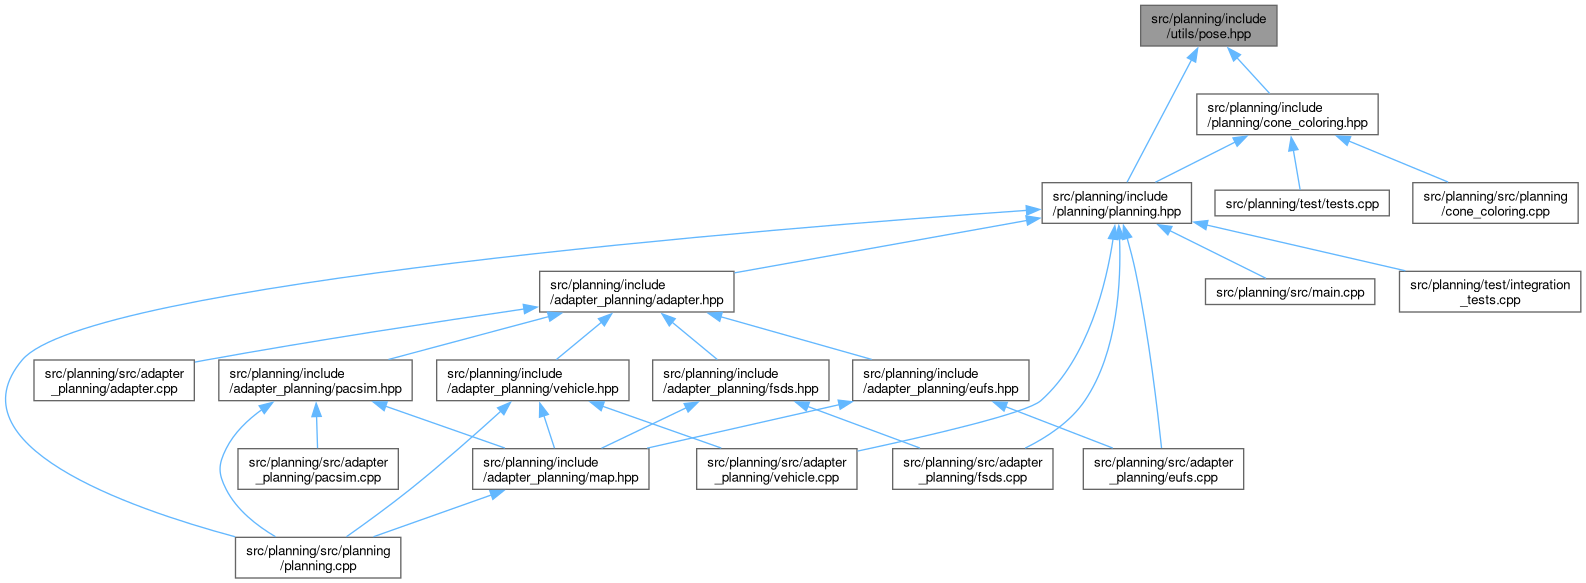 src/planning/include
/utils/pose.hpp
src/planning/include
/planning/cone_coloring.hpp
src/planning/include
/planning/planning.hpp
src/planning/test/tests.cpp
src/planning/src/planning
/cone_coloring.cpp
src/planning/include
/adapter_planning/adapter.hpp
src/planning/src/main.cpp
src/planning/test/integration
_tests.cpp
src/planning/src/adapter
_planning/adapter.cpp
src/planning/include
/adapter_planning/pacsim.hpp
src/planning/include
/adapter_planning/vehicle.hpp
src/planning/include
/adapter_planning/fsds.hpp
src/planning/include
/adapter_planning/eufs.hpp
src/planning/src/adapter
_planning/pacsim.cpp
src/planning/include
/adapter_planning/map.hpp
src/planning/src/adapter
_planning/vehicle.cpp
src/planning/src/adapter
_planning/fsds.cpp
src/planning/src/adapter
_planning/eufs.cpp
src/planning/src/planning
/planning.cpp